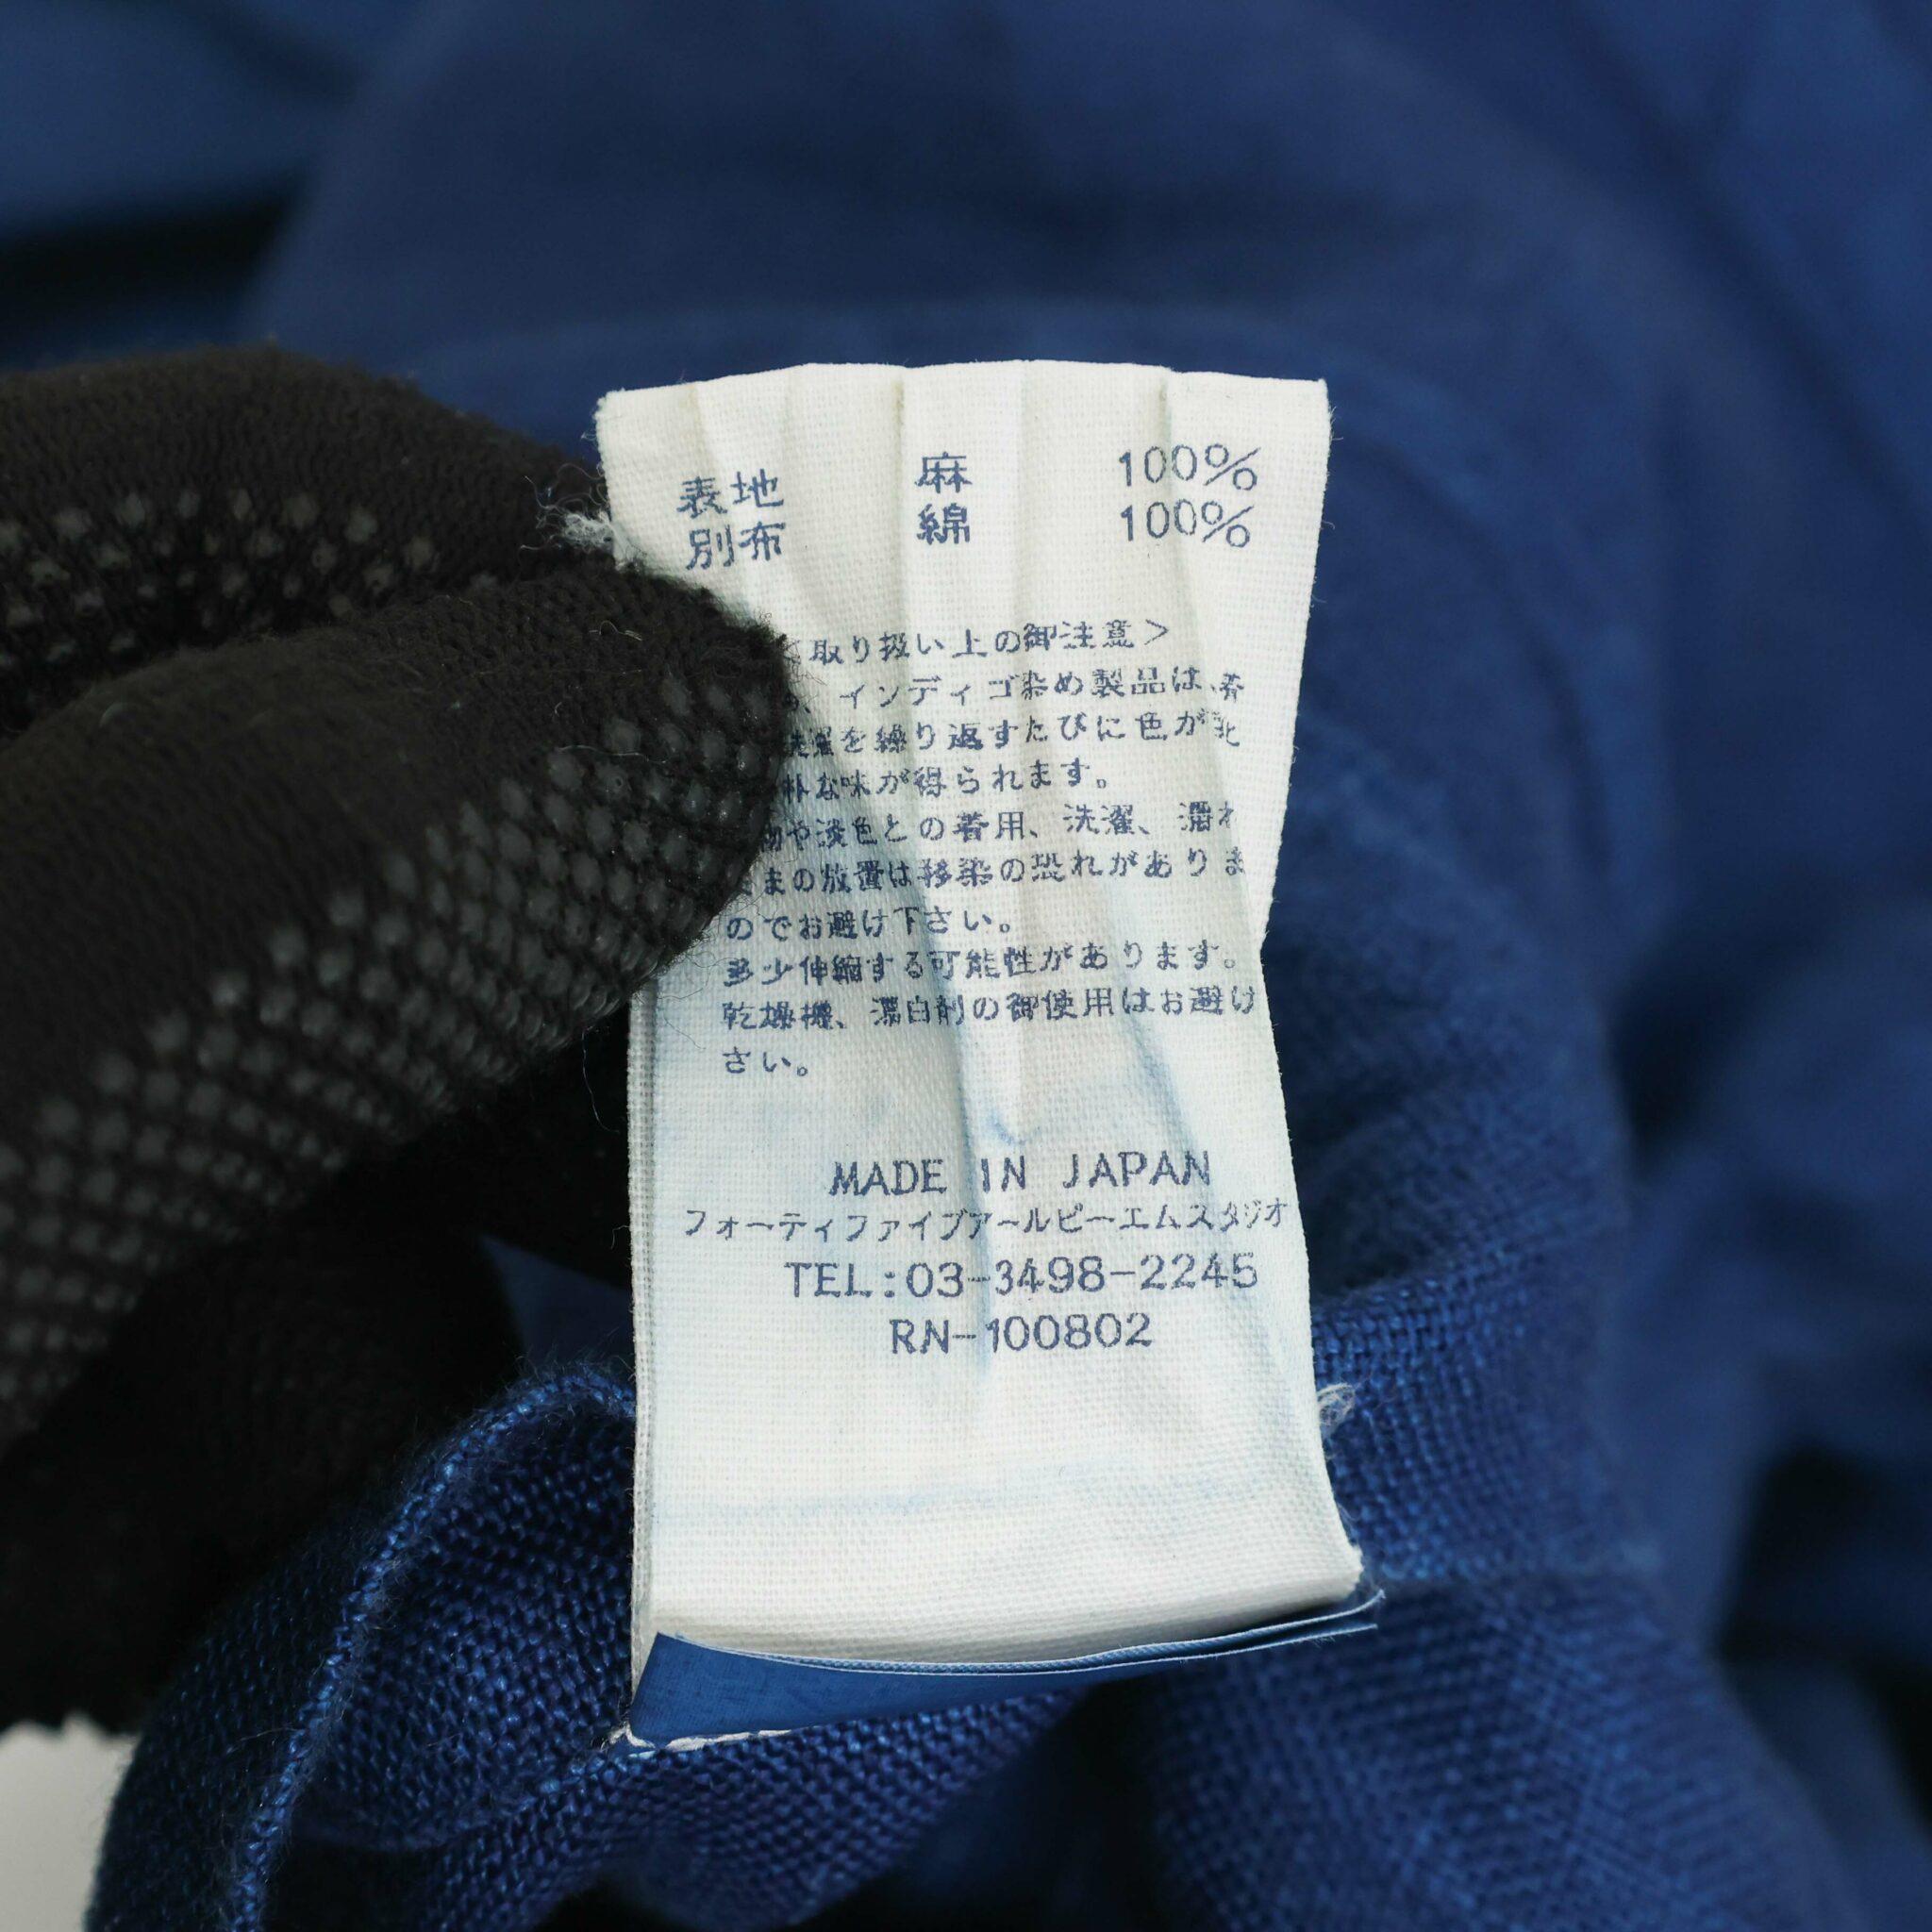 表地 麻 100%
別布 綿 100%
<取り扱い上の御注意>
、インディゴ染め製品は、着
洗濯を繰り返すたびに色が
朴な味が得られます。
物や淡色との着用、洗濯、濡れ
ままの放置は移染の恐れがありま
のでお避け下さい。
多少伸縮する可能性があります。
乾燥機、漂白剤の御使用はお避け
さい。
MADE IN JAPAN
フォーティファイブアールピーエムスタジオ
TEL:03-3498-2245
RN-100802